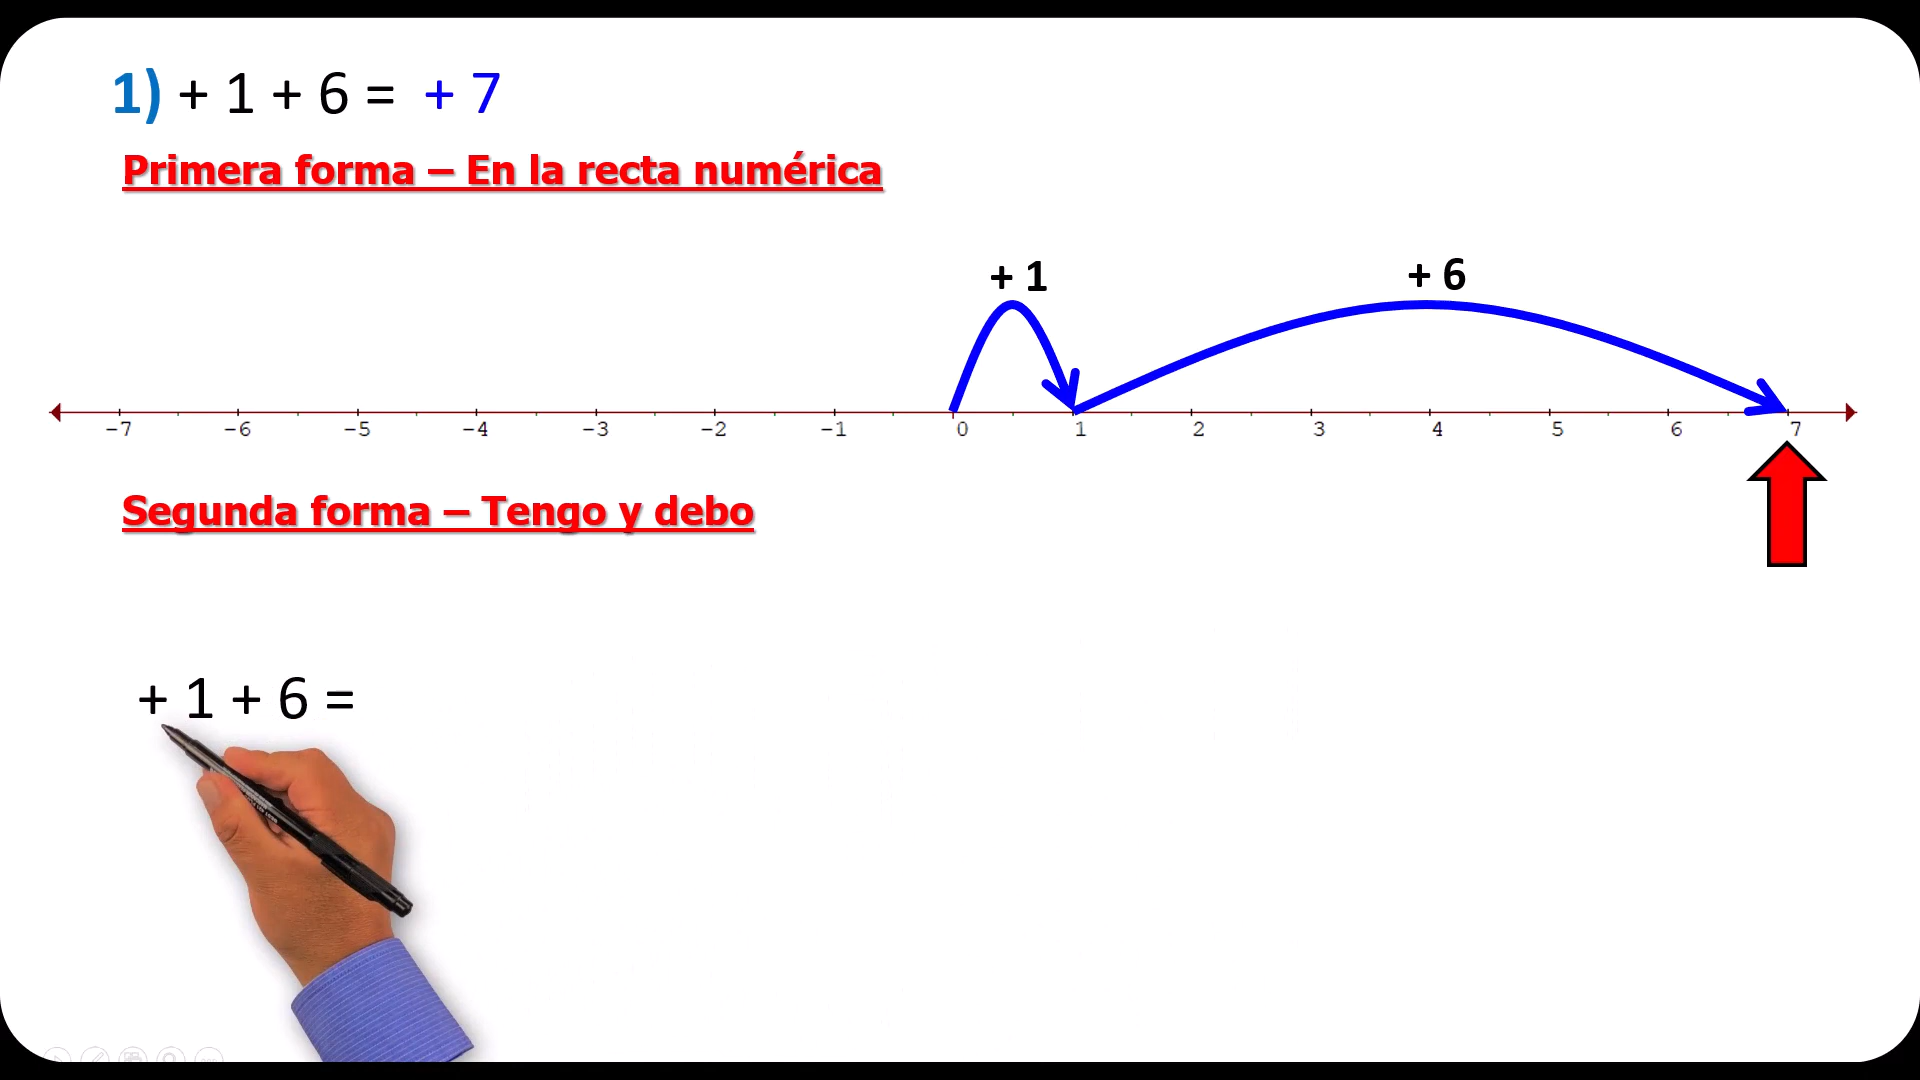 1) + 1 + 6 = + 7
Primera forma – En la recta numérica
+ 1 + 6
-7 -6 -5 -4 -3 -2 -1 0 1 2 3 4 5 6 7
Segunda forma – Tengo y debo
+ 1 + 6 =